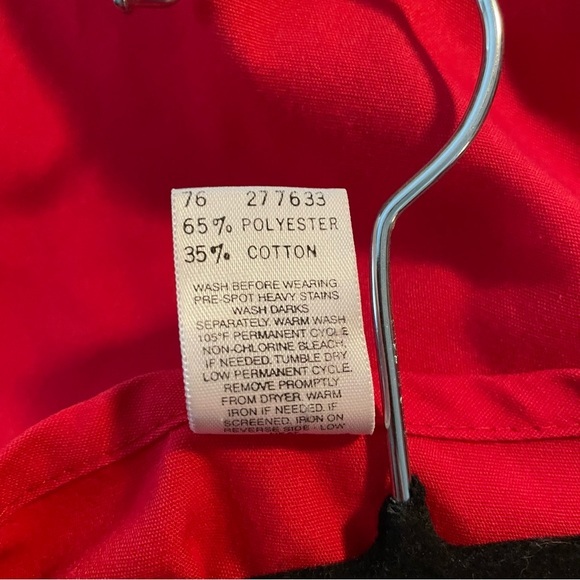 76 277633
65% POLYESTER
35% COTTON
WASH BEFORE WEARING
PRE-SPOT HEAVY STAINS
WASH DARKS
SEPARATELY. WARM WASH
105°F PERMANENT CYCLE
NON-CHLORINE BLEACH,
IF NEEDED. TUMBLE DRY
LOW PERMANENT CYCLE.
REMOVE PROMPTLY
FROM DRYER. WARM
IRON IF NEEDED. IF
SCREENED, IRON ON
REVERSE SIDE - LOW